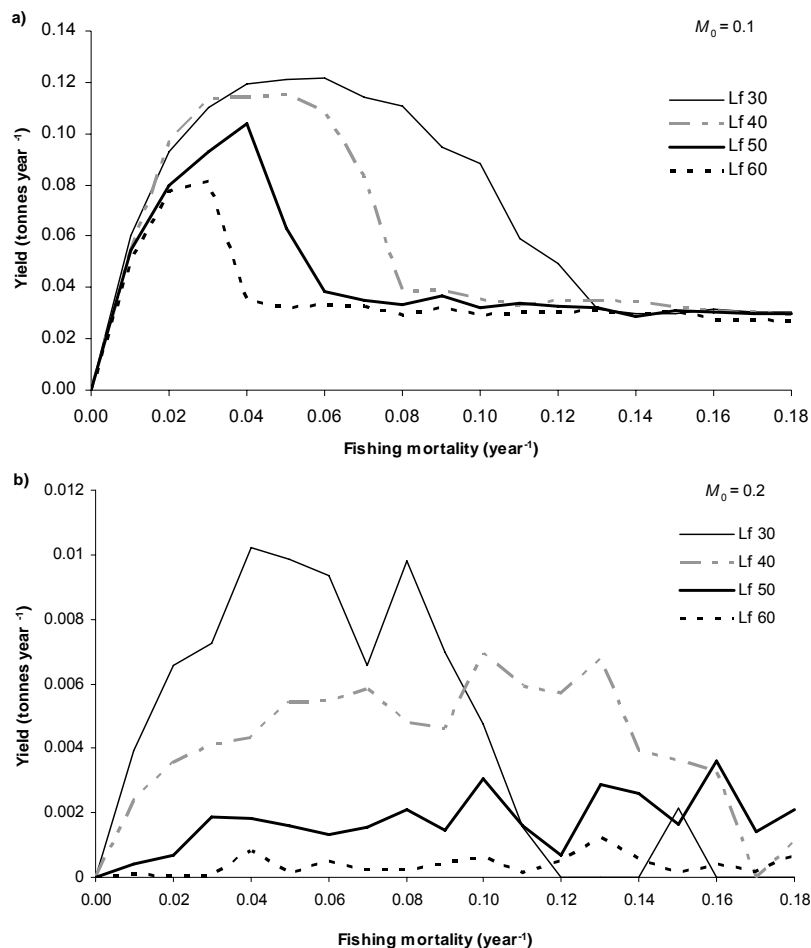 a)
M₀ = 0.1
Yield (tonnes year ⁻¹)
0.14
0.12
0.10
0.08
0.06
0.04
0.02
0.00
0.00 0.02 0.04 0.06 0.08 0.10 0.12 0.14 0.16 0.18
Fishing mortality (year⁻¹)
Lf 30
Lf 40
Lf 50
Lf 60
b)
M₀ = 0.2
Yield (tonnes year ⁻¹)
0.012
0.01
0.008
0.006
0.004
0.002
0
0.00 0.02 0.04 0.06 0.08 0.10 0.12 0.14 0.16 0.18
Fishing mortality (year⁻¹)
Lf 30
Lf 40
Lf 50
Lf 60